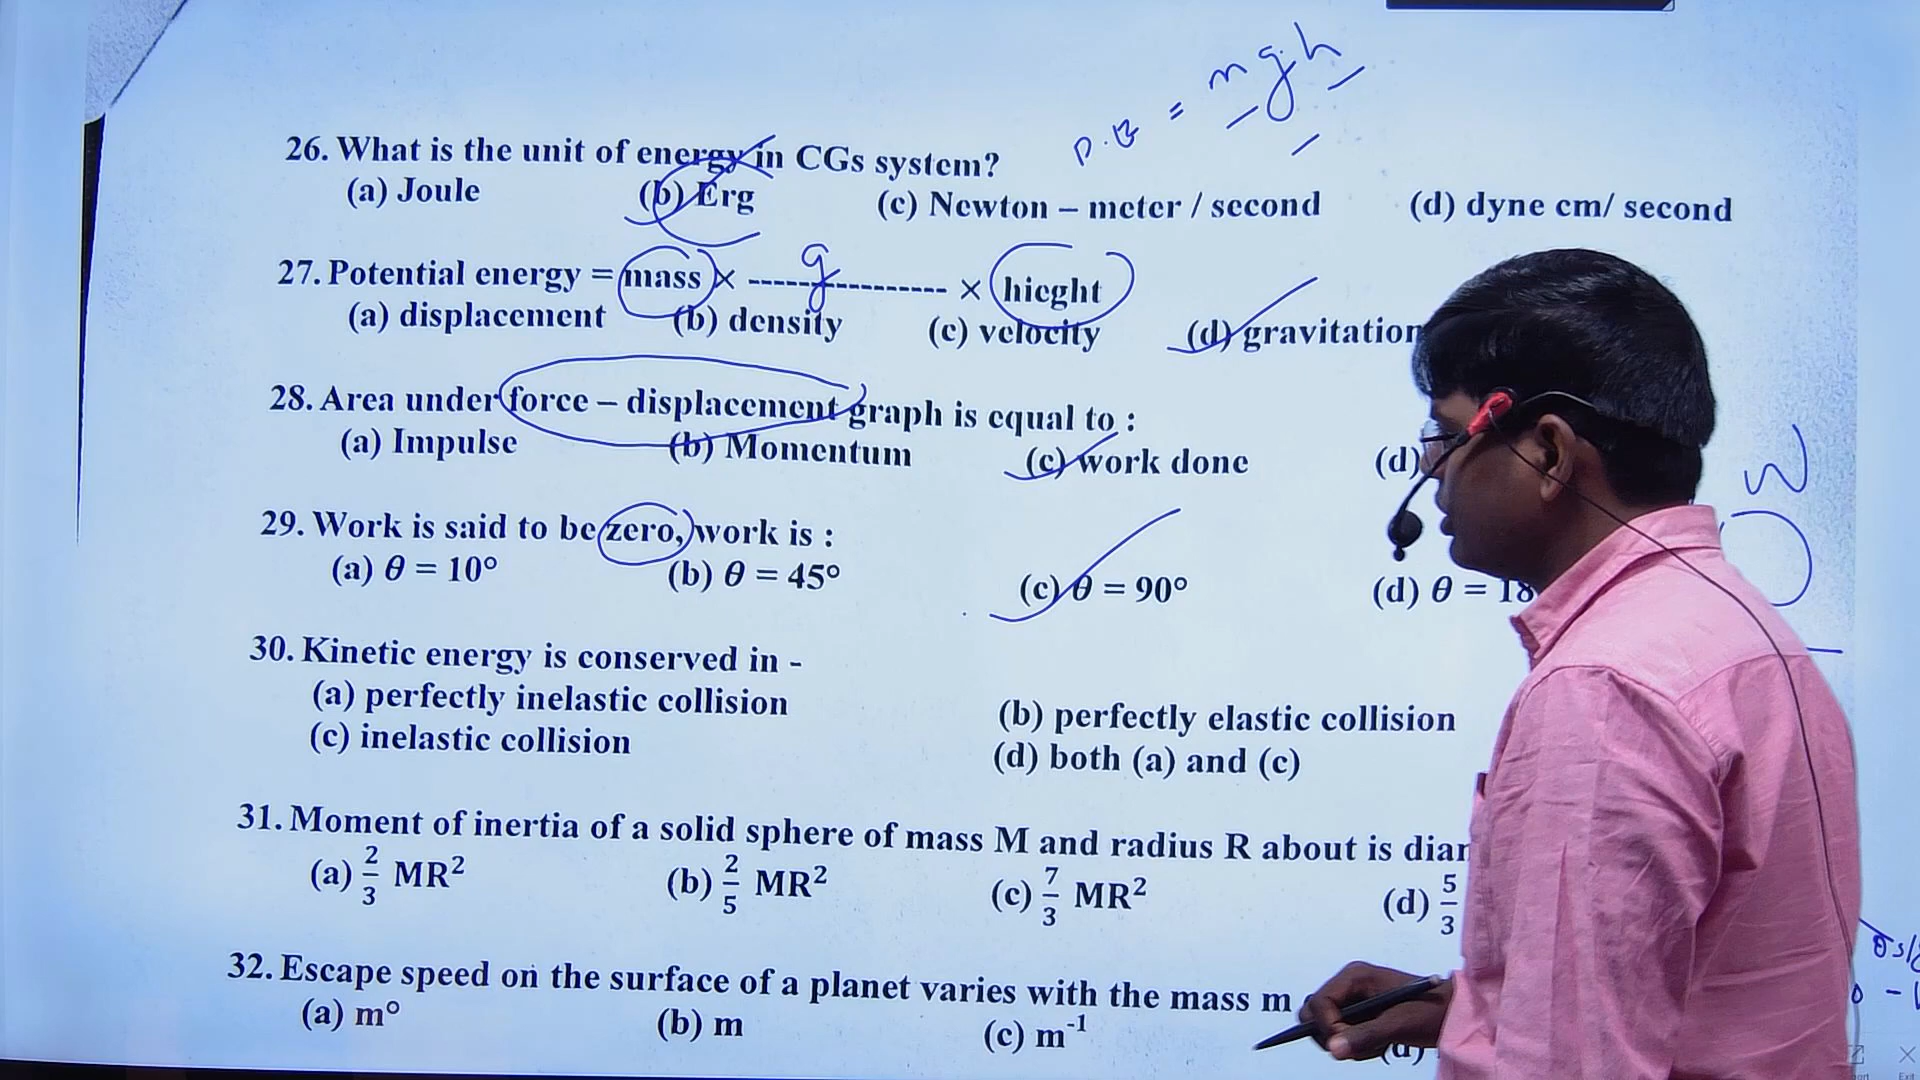 P.E = mgh
26. What is the unit of energy in CGs system?
(a) Joule (b) Erg (c) Newton – meter / second (d) dyne cm/ second
27. Potential energy = mass × ------g---------- × hieght
(a) displacement (b) density (c) velocity (d) gravitation
28. Area under force – displacement graph is equal to :
(a) Impulse (b) Momentum (c) work done (d)
W
29. Work is said to be zero, work is :
(a) θ = 10° (b) θ = 45° (c) θ = 90° (d) θ = 18
30. Kinetic energy is conserved in -
(a) perfectly inelastic collision (b) perfectly elastic collision
(c) inelastic collision (d) both (a) and (c)
31. Moment of inertia of a solid sphere of mass M and radius R about is
(a) 2/3 MR² (b) 2/5 MR² (c) 7/3 MR² (d) 5/3
32. Escape speed on the surface of a planet varies with the mass m
(a) m° (b) m (c) m⁻¹ (d)